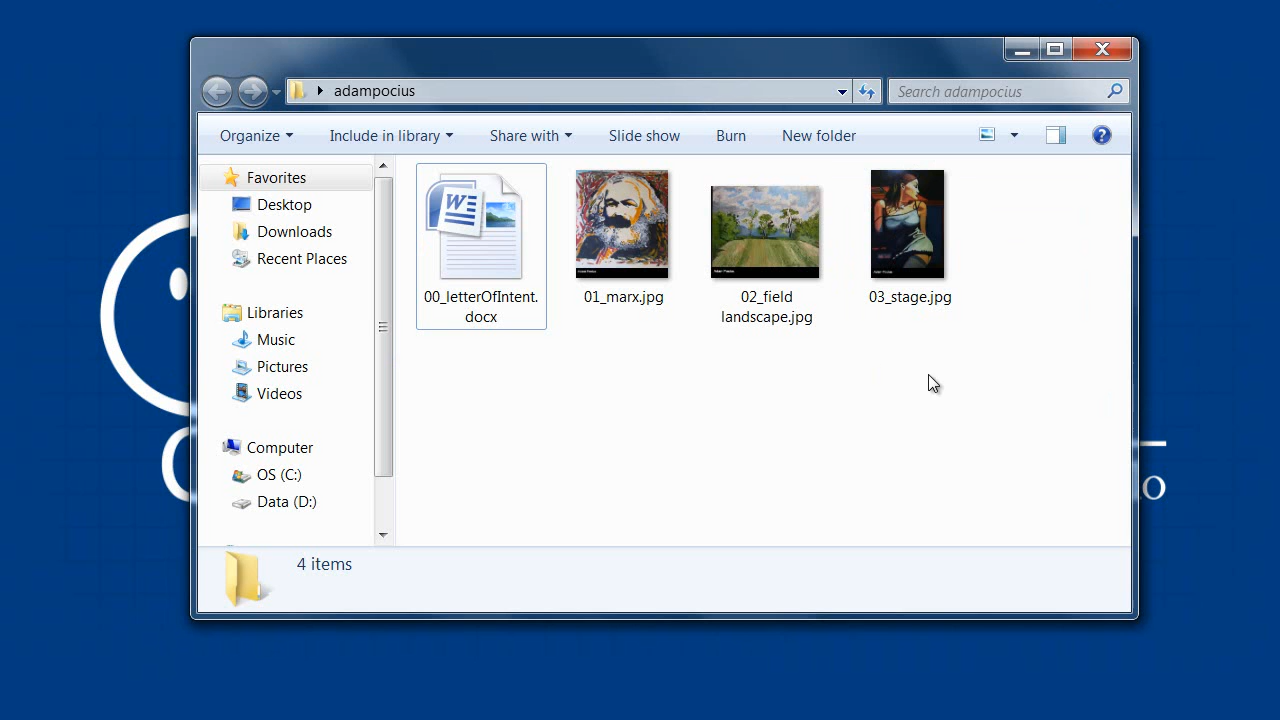 adampocius
Search adampocius
Organize
Include in library
Share with
Slide show
Burn
New folder
Favorites
Desktop
Downloads
Recent Places
Libraries
Music
Pictures
Videos
Computer
OS (C:)
Data (D:)
00_letterOfIntent.
docx
01_marx.jpg
02_field
landscape.jpg
03_stage.jpg
4 items